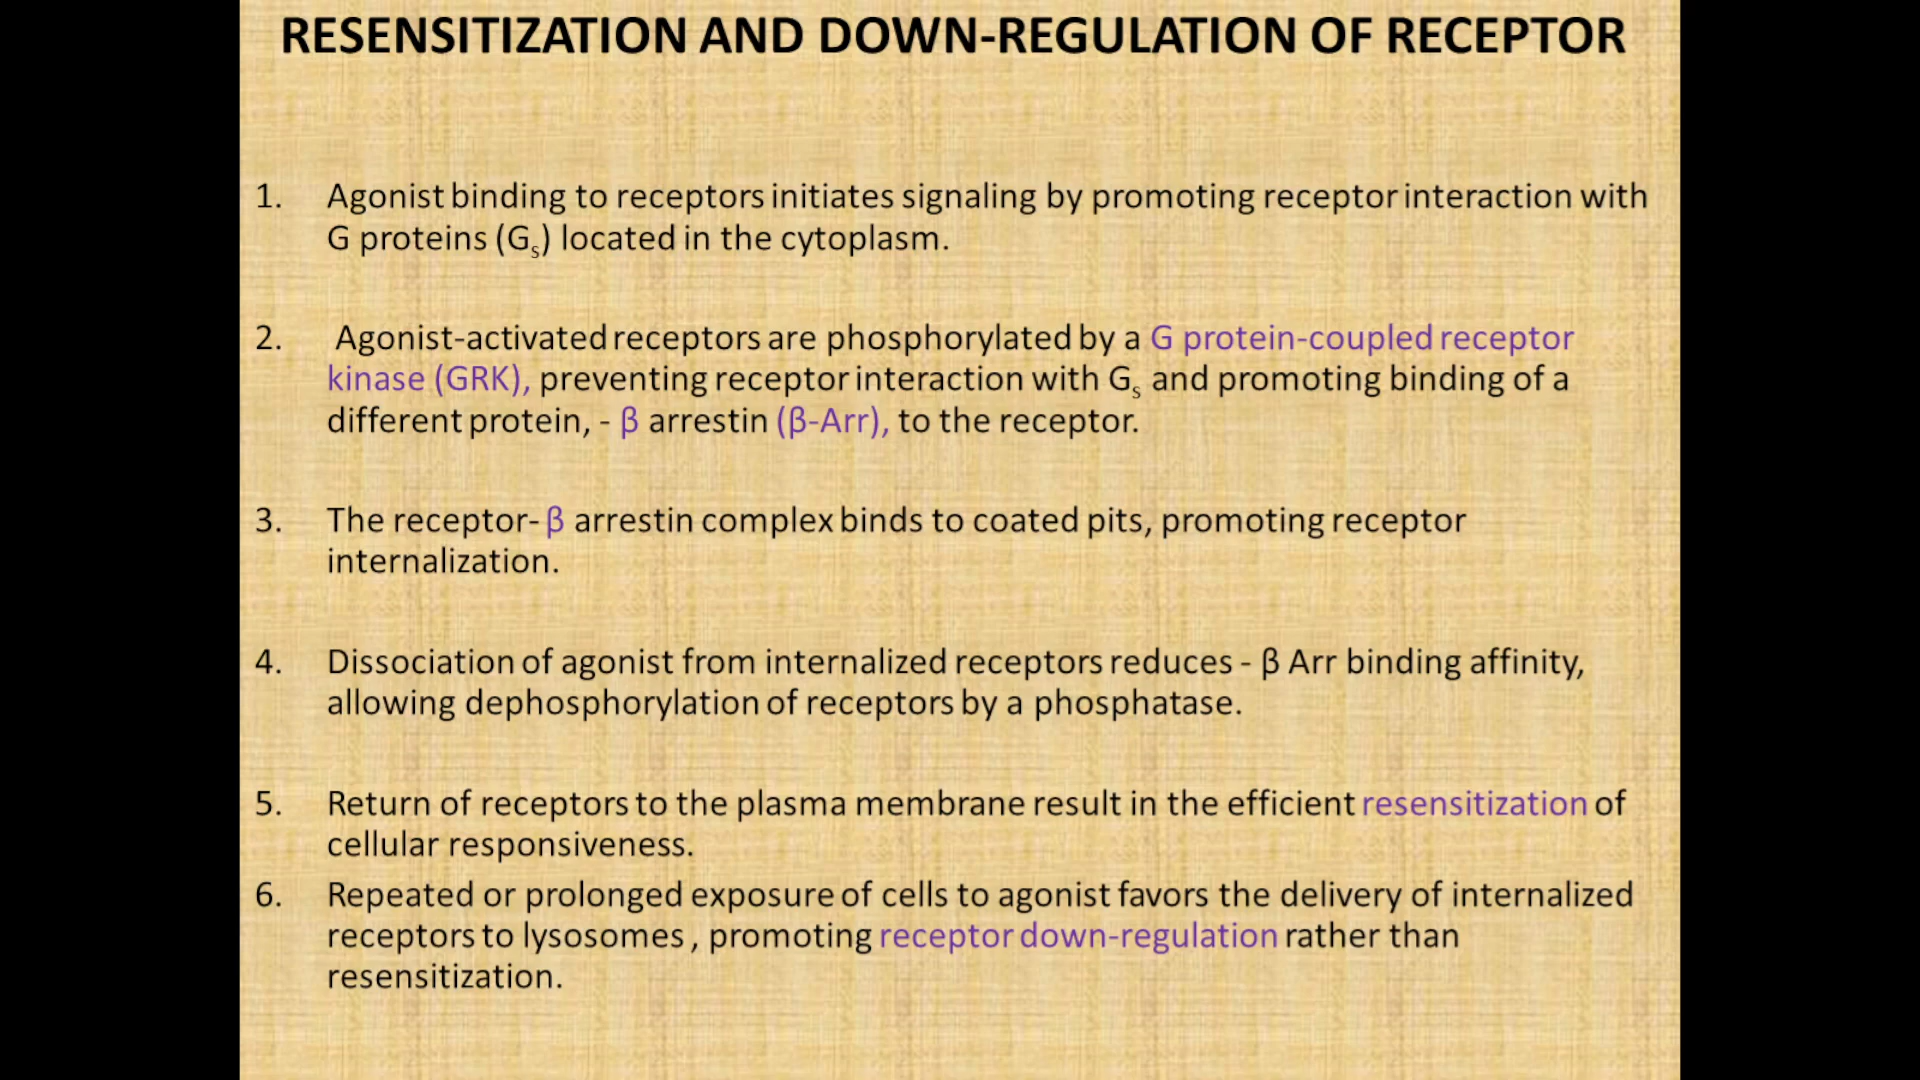 RESENSITIZATION AND DOWN-REGULATION OF RECEPTOR
1. Agonist binding to receptors initiates signaling by promoting receptor interaction with
G proteins (Gs) located in the cytoplasm.
2. Agonist-activated receptors are phosphorylated by a G protein-coupled receptor
kinase (GRK), preventing receptor interaction with Gs and promoting binding of a
different protein, - β arrestin (β-Arr), to the receptor.
3. The receptor- β arrestin complex binds to coated pits, promoting receptor
internalization.
4. Dissociation of agonist from internalized receptors reduces - β Arr binding affinity,
allowing dephosphorylation of receptors by a phosphatase.
5. Return of receptors to the plasma membrane result in the efficient resensitization of
cellular responsiveness.
6. Repeated or prolonged exposure of cells to agonist favors the delivery of internalized
receptors to lysosomes , promoting receptor down-regulation rather than
resensitization.